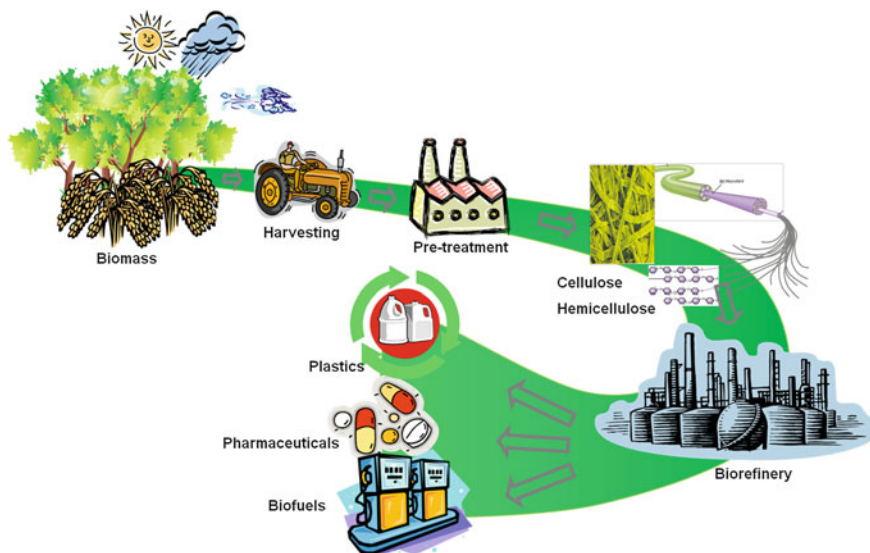 Biomass
Harvesting
Pre-treatment
Cellulose
Hemicellulose
Biorefinery
Plastics
Pharmaceuticals
Biofuels